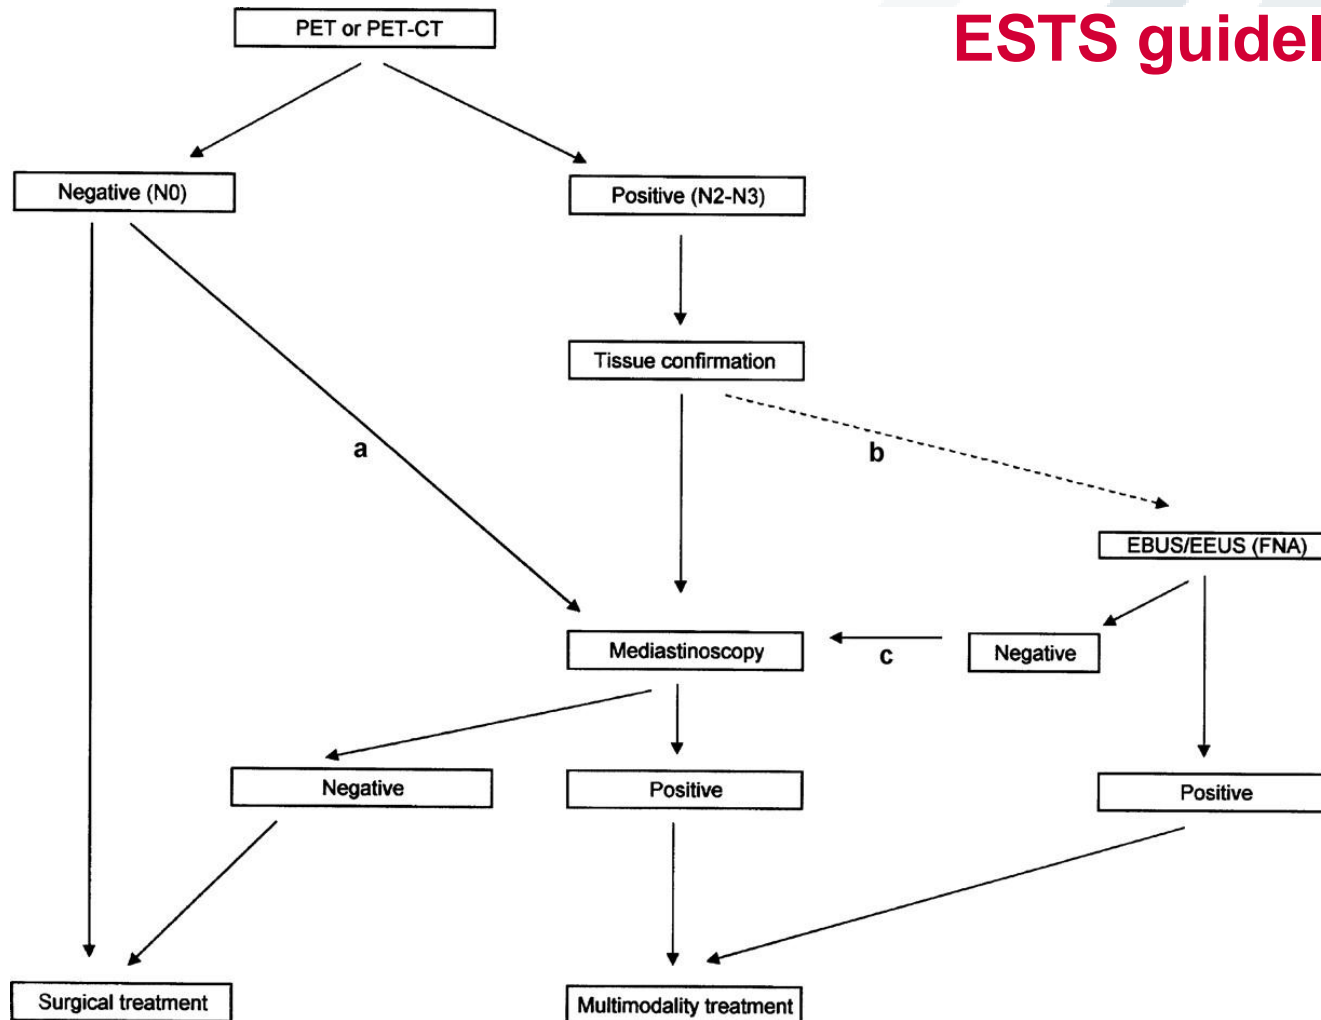 ESTS guidel
PET or PET-CT
Negative (N0)
Positive (N2-N3)
Tissue confirmation
a
b
EBUS/EEUS (FNA)
Mediastinoscopy
c
Negative
Negative
Positive
Positive
Surgical treatment
Multimodality treatment